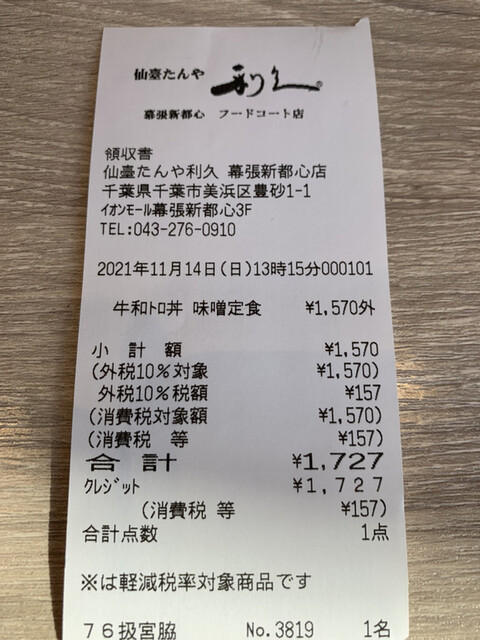 仙臺たんや 利久
幕張新都心 フードコート店
領収書
仙臺たんや利久 幕張新都心店
千葉県千葉市美浜区豊砂1-1
ｲｵﾝﾓｰﾙ幕張新都心3F
TEL:043-276-0910
2021年11月14日(日)13時15分000101
牛和ﾄﾛ丼 味噌定食 ¥1,570外
小 計 額 ¥1,570
(外税10%対象 ¥1,570)
外税10%税額 ¥157
(消費税対象額 ¥1,570)
(消費税 等 ¥157)
合 計 ¥1,727
ｸﾚｼﾞｯﾄ ¥1,727
(消費税 等 ¥157)
合計点数 1点
※は軽減税率対象商品です
76扱宮脇 No.3819 1名